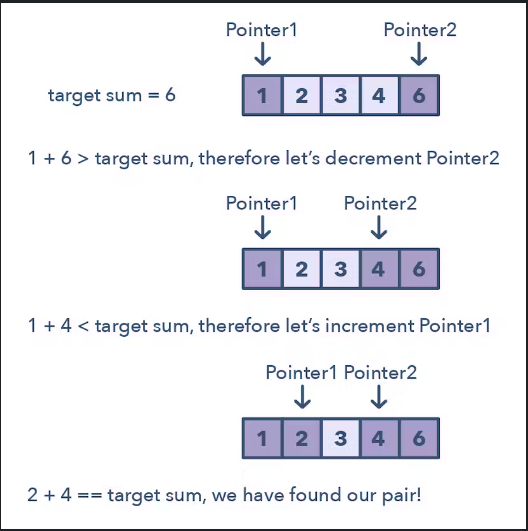 Pointer1 Pointer2
target sum = 6 1 2 3 4 6
1 + 6 > target sum, therefore let's decrement Pointer2
Pointer1 Pointer2
1 2 3 4 6
1 + 4 < target sum, therefore let's increment Pointer1
Pointer1 Pointer2
1 2 3 4 6
2 + 4 == target sum, we have found our pair!